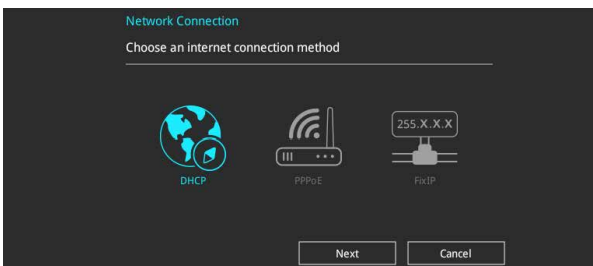 Network Connection
Choose an internet connection method
255.X.X.X
DHCP
PPPoE
FixIP
Next
Cancel